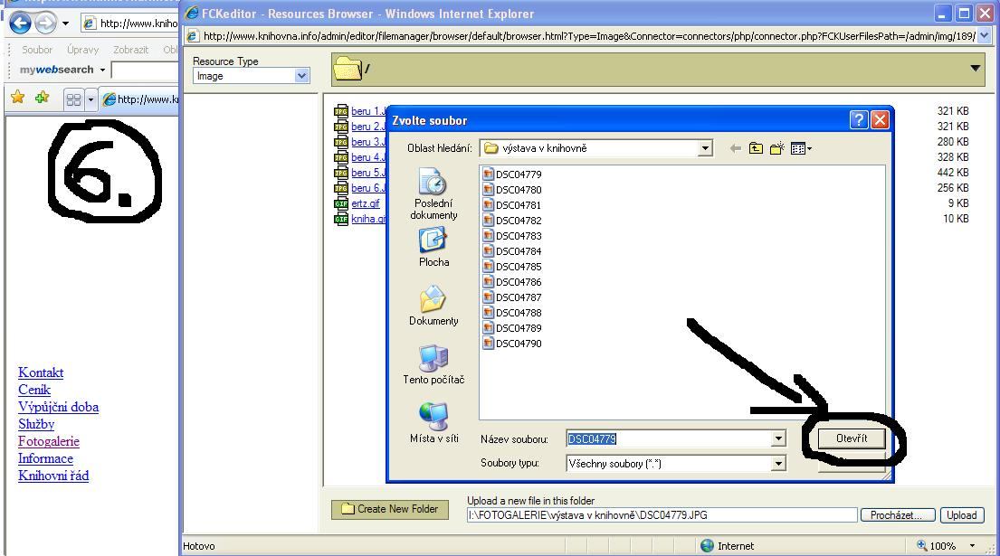 FCKeditor - Resources Browser - Windows Internet Explorer
http://www.knihovna.info/admin/editor/filemanager/browser/default/browser.html?Type=Image&Connector=connectors/php/connector.php?FCKUserFilesPath=/admin/img/189/
http://www.kniho
Soubor Úpravy Zobrazit Obl
mywebsearch
http://www.kn
6.
Kontakt
Ceník
Výpůjční doba
Služby
Fotogalerie
Informace
Knihovní řád
Resource Type
Image
/
beru 1.J 321 KB
beru 2.J 321 KB
beru 3.J 280 KB
beru 4.J 328 KB
beru 5.J 442 KB
beru 6.J 256 KB
ertz.gif 9 KB
kniha.gif 10 KB
Zvolte soubor
Oblast hledání: výstava v knihovně
Poslední dokumenty
Plocha
Dokumenty
Tento počítač
Místa v síti
DSC04779
DSC04780
DSC04781
DSC04782
DSC04783
DSC04784
DSC04785
DSC04786
DSC04787
DSC04788
DSC04789
DSC04790
Název souboru: DSC04779
Otevřít
Soubory typu: Všechny soubory (*.*)
Create New Folder
Upload a new file in this folder
I:\FOTOGALERIE\výstava v knihovně\DSC04779.JPG
Procházet... Upload
Hotovo
Internet
100%